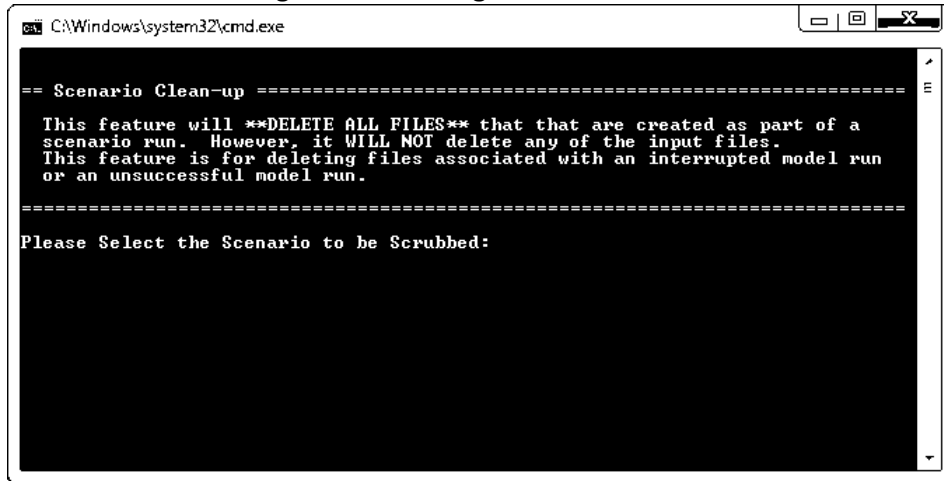 C:\Windows\system32\cmd.exe
== Scenario Clean-up ==========================================================
This feature will **DELETE ALL FILES** that that are created as part of a
scenario run.  However, it WILL NOT delete any of the input files.
This feature is for deleting files associated with an interrupted model run
or an unsuccessful model run.
===============================================================================
Please Select the Scenario to be Scrubbed: